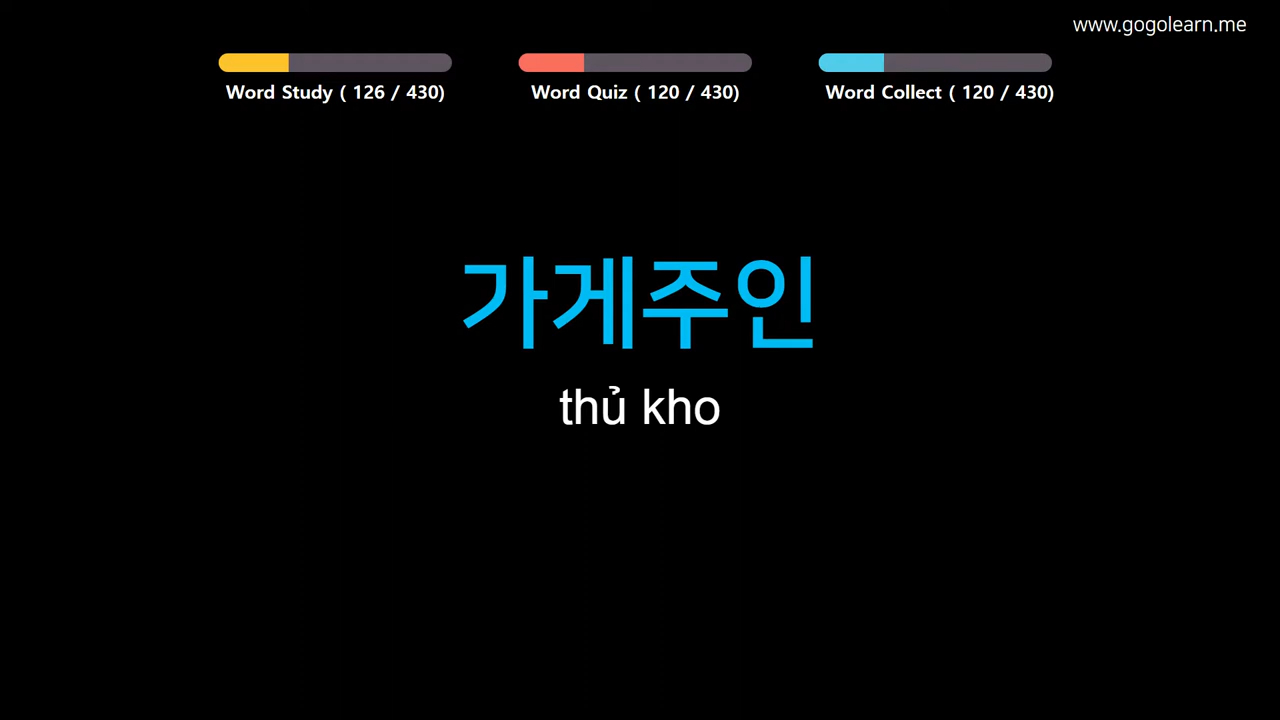 www.gogolearn.me
Word Study ( 126 / 430)
Word Quiz ( 120 / 430)
Word Collect ( 120 / 430)
가게주인
thủ kho